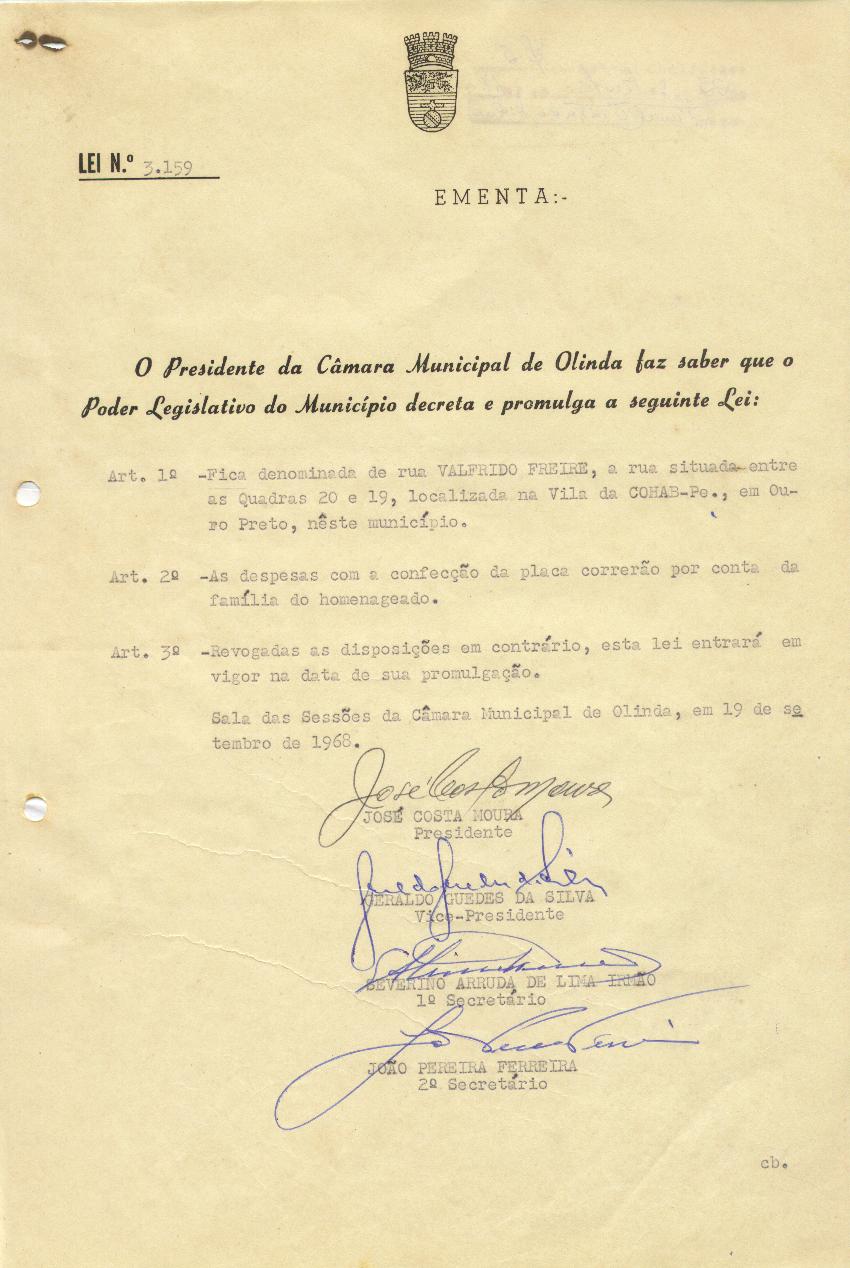 LEI N.º 3.159
EMENTA:-
O Presidente da Câmara Municipal de Olinda faz saber que o
Poder Legislativo do Município decreta e promulga a seguinte Lei:
Art. 1º -Fica denominada de rua VALFRIDO FREIRE, a rua situada entre
as Quadras 20 e 19, localizada na Vila da COHAB-Pe., em Ou-
ro Preto, nêste município.
Art. 2º -As despesas com a confecção da placa correrão por conta da
família do homenageado.
Art. 3º -Revogadas as disposições em contrário, esta lei entrará em
vigor na data de sua promulgação.
Sala das Sessões da Câmara Municipal de Olinda, em 19 de se
tembro de 1968.
José Costa Moura
JOSÉ COSTA MOURA
Presidente
GERALDO GUEDES DA SILVA
Vice-Presidente
SEVERINO ARRUDA DE LIMA IRMÃO
1º Secretário
JOÃO PEREIRA FERREIRA
2º Secretário
cb.